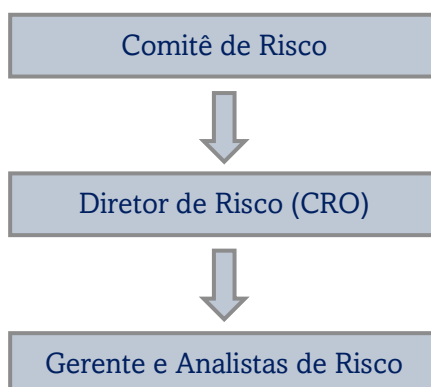 Comitê de Risco
Diretor de Risco (CRO)
Gerente e Analistas de Risco